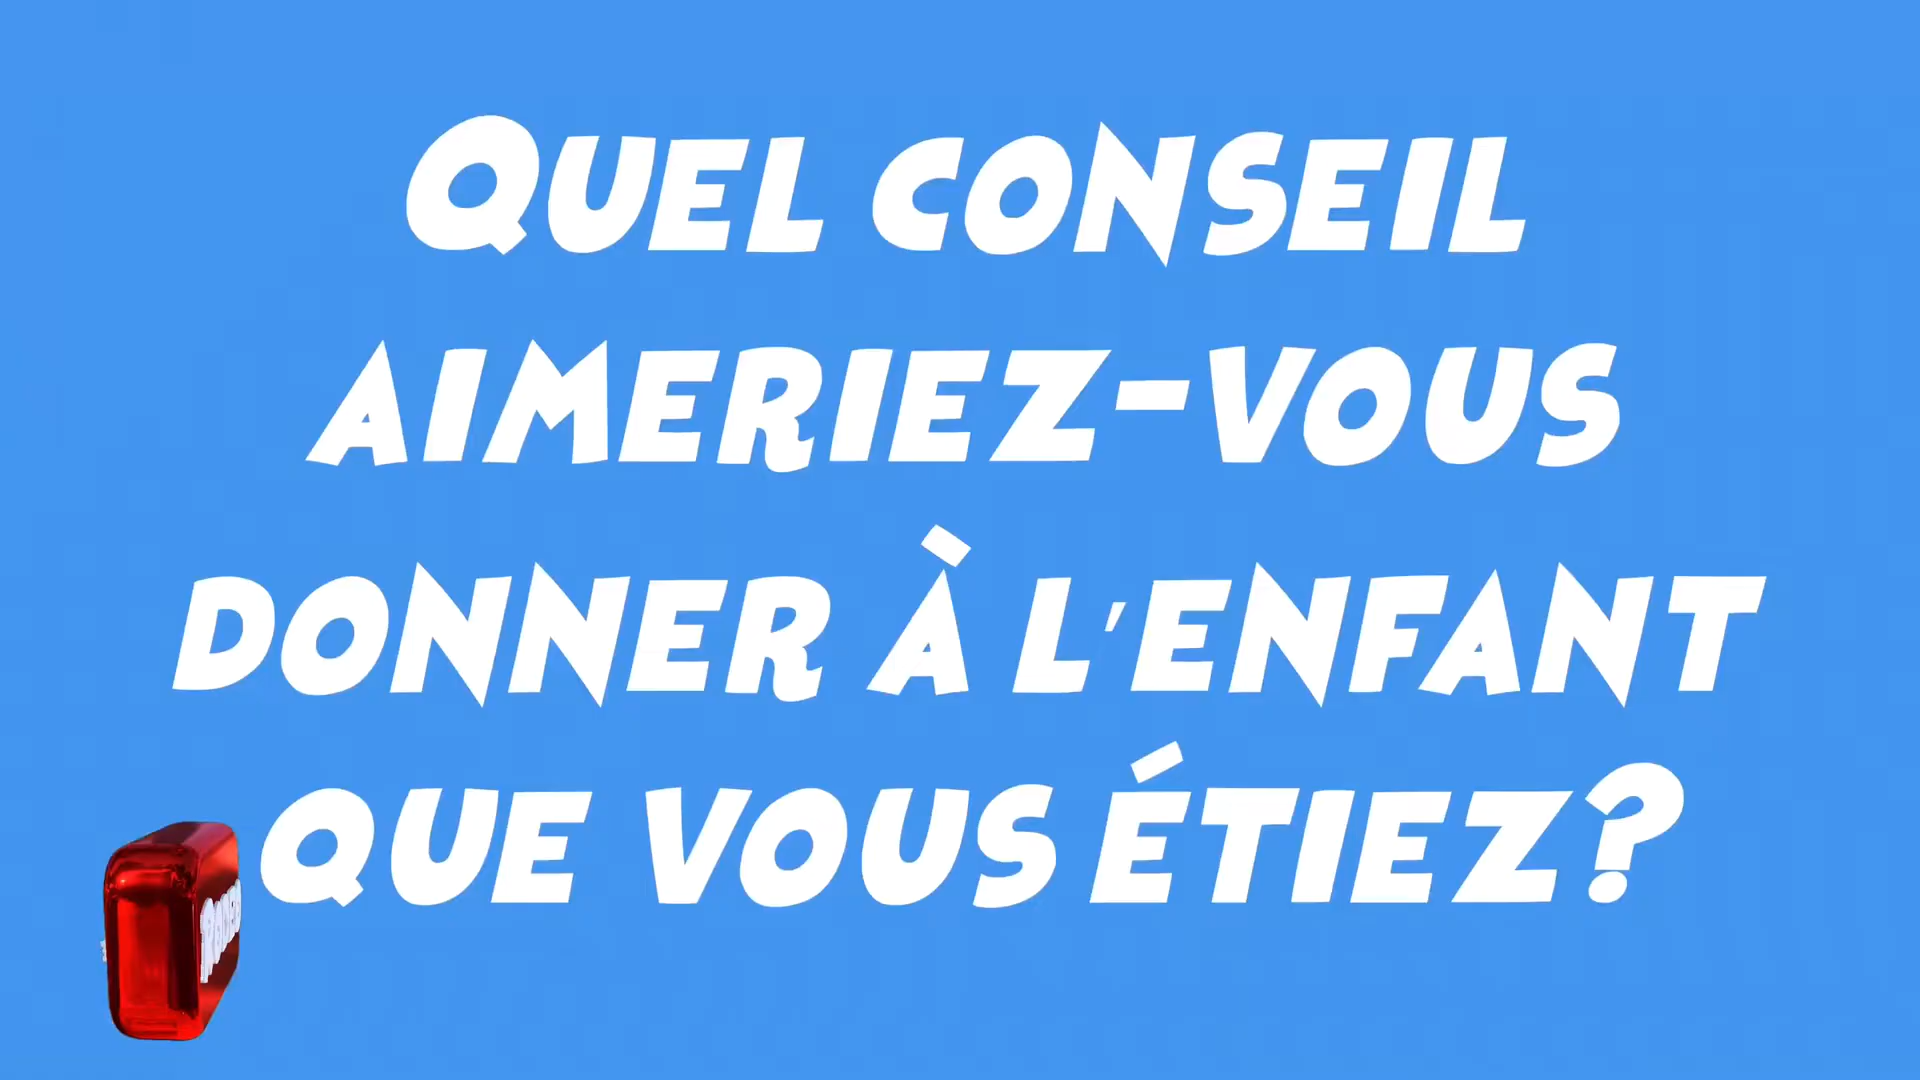 Quel conseil
aimeriez-vous
donner à l'enfant
que vous étiez?